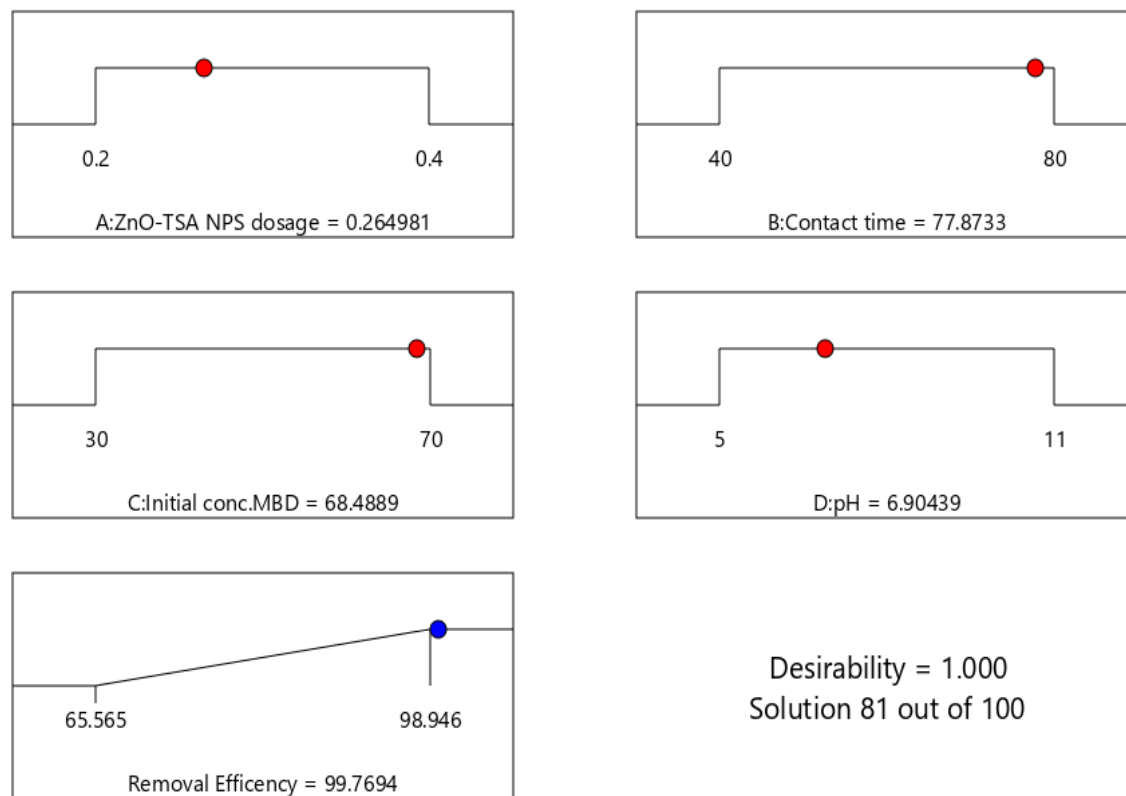 0.2
0.4
A:ZnO-TSA NPS dosage = 0.264981
40
80
B:Contact time = 77.8733
30
70
C:Initial conc.MBD = 68.4889
5
11
D:pH = 6.90439
65.565
98.946
Removal Efficency = 99.7694
Desirability = 1.000
Solution 81 out of 100